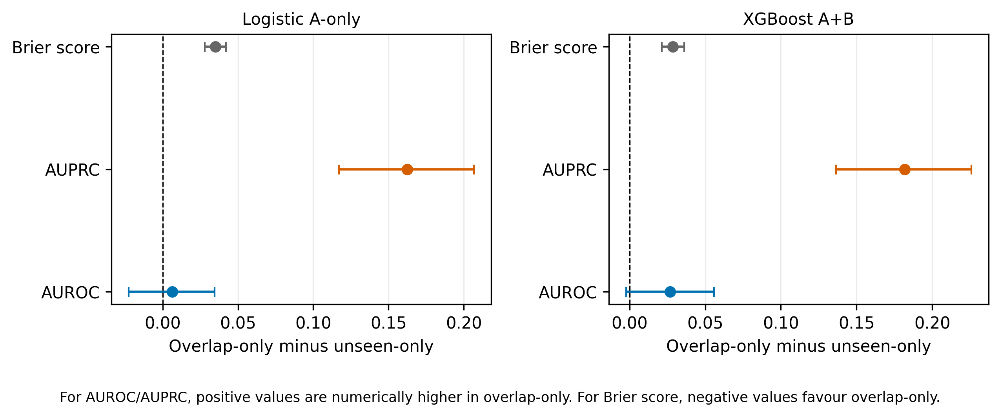 Logistic A-only
Brier score
AUPRC
AUROC
0.00 0.05 0.10 0.15 0.20
Overlap-only minus unseen-only
XGBoost A+B
Brier score
AUPRC
AUROC
0.00 0.05 0.10 0.15 0.20
Overlap-only minus unseen-only
For AUROC/AUPRC, positive values are numerically higher in overlap-only. For Brier score, negative values favour overlap-only.